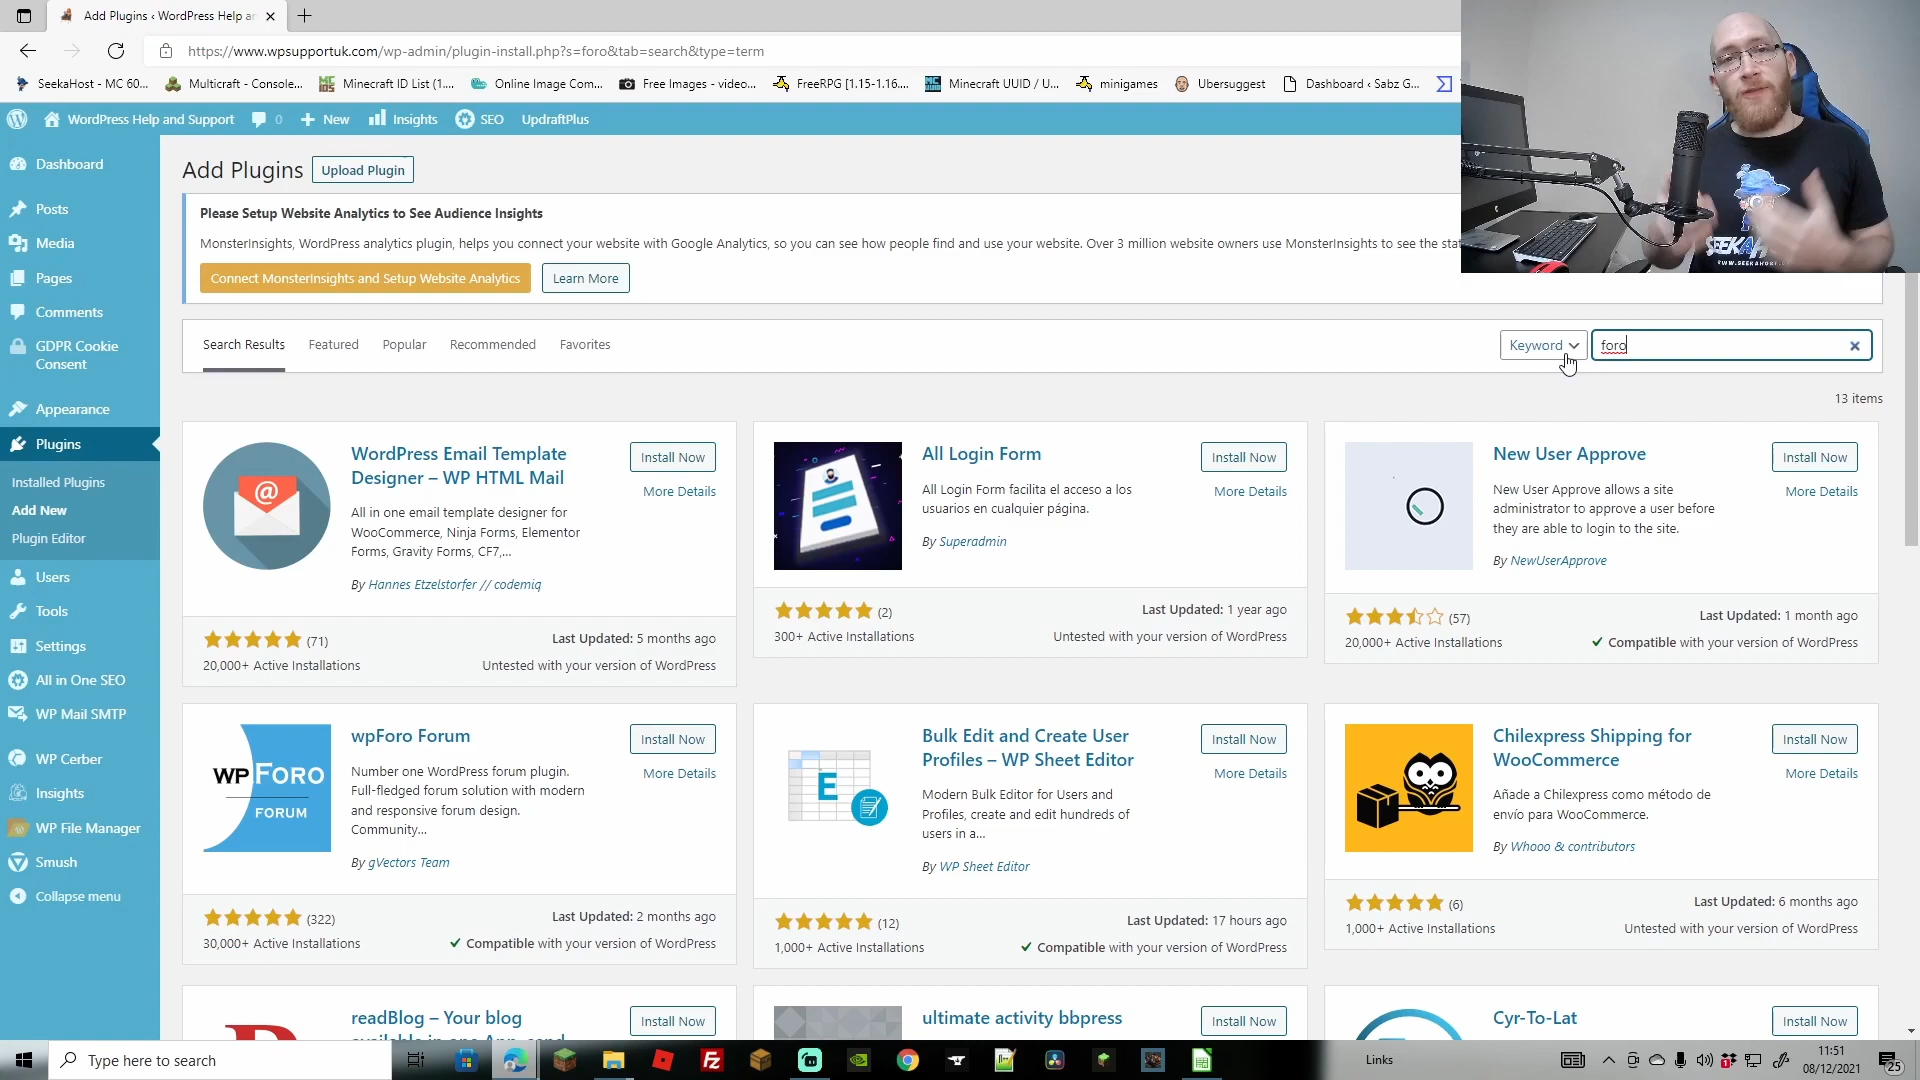 Add Plugins ‹ WordPress Help an
https://www.wpsupportuk.com/wp-admin/plugin-install.php?s=foro&tab=search&type=term
SeekaHost - MC 60... Multicraft - Console... Minecraft ID List (1.... Online Image Com... Free Images - video... FreeRPG [1.15-1.16.... Minecraft UUID / U... minigames Ubersuggest Dashboard ‹ Sabz G...
WordPress Help and Support 0 New Insights SEO UpdraftPlus
Dashboard
Posts
Media
Pages
Comments
GDPR Cookie
Consent
Appearance
Plugins
Installed Plugins
Add New
Plugin Editor
Users
Tools
Settings
All in One SEO
WP Mail SMTP
WP Cerber
Insights
WP File Manager
Smush
Collapse menu
Add Plugins Upload Plugin
Please Setup Website Analytics to See Audience Insights
MonsterInsights, WordPress analytics plugin, helps you connect your website with Google Analytics, so you can see how people find and use your website. Over 3 million website owners use MonsterInsights to see the stat
Connect MonsterInsights and Setup Website Analytics Learn More
Search Results Featured Popular Recommended Favorites Keyword foro
13 items
WordPress Email Template
Designer – WP HTML Mail
Install Now
More Details
All in one email template designer for
WooCommerce, Ninja Forms, Elementor
Forms, Gravity Forms, CF7,...
By Hannes Etzelstorfer // codemiq
(71) Last Updated: 5 months ago
20,000+ Active Installations Untested with your version of WordPress
All Login Form
Install Now
More Details
All Login Form facilita el acceso a los
usuarios en cualquier página.
By Superadmin
(2) Last Updated: 1 year ago
300+ Active Installations Untested with your version of WordPress
New User Approve
Install Now
More Details
New User Approve allows a site
administrator to approve a user before
they are able to login to the site.
By NewUserApprove
(57) Last Updated: 1 month ago
20,000+ Active Installations Compatible with your version of WordPress
WPFORO
FORUM
wpForo Forum
Install Now
More Details
Number one WordPress forum plugin.
Full-fledged forum solution with modern
and responsive forum design.
Community...
By gVectors Team
(322) Last Updated: 2 months ago
30,000+ Active Installations Compatible with your version of WordPress
E
Bulk Edit and Create User
Profiles – WP Sheet Editor
Install Now
More Details
Modern Bulk Editor for Users and
Profiles, create and edit hundreds of
users in a...
By WP Sheet Editor
(12) Last Updated: 17 hours ago
1,000+ Active Installations Compatible with your version of WordPress
Chilexpress Shipping for
WooCommerce
Install Now
More Details
Añade a Chilexpress como método de
envío para WooCommerce.
By Whooo & contributors
(6) Last Updated: 6 months ago
1,000+ Active Installations Untested with your version of WordPress
readBlog – Your blog
available in one App, send
Install Now
ultimate activity bbpress
Install Now
Cyr-To-Lat
Install Now
Type here to search
Links
11:51
08/12/2021
25